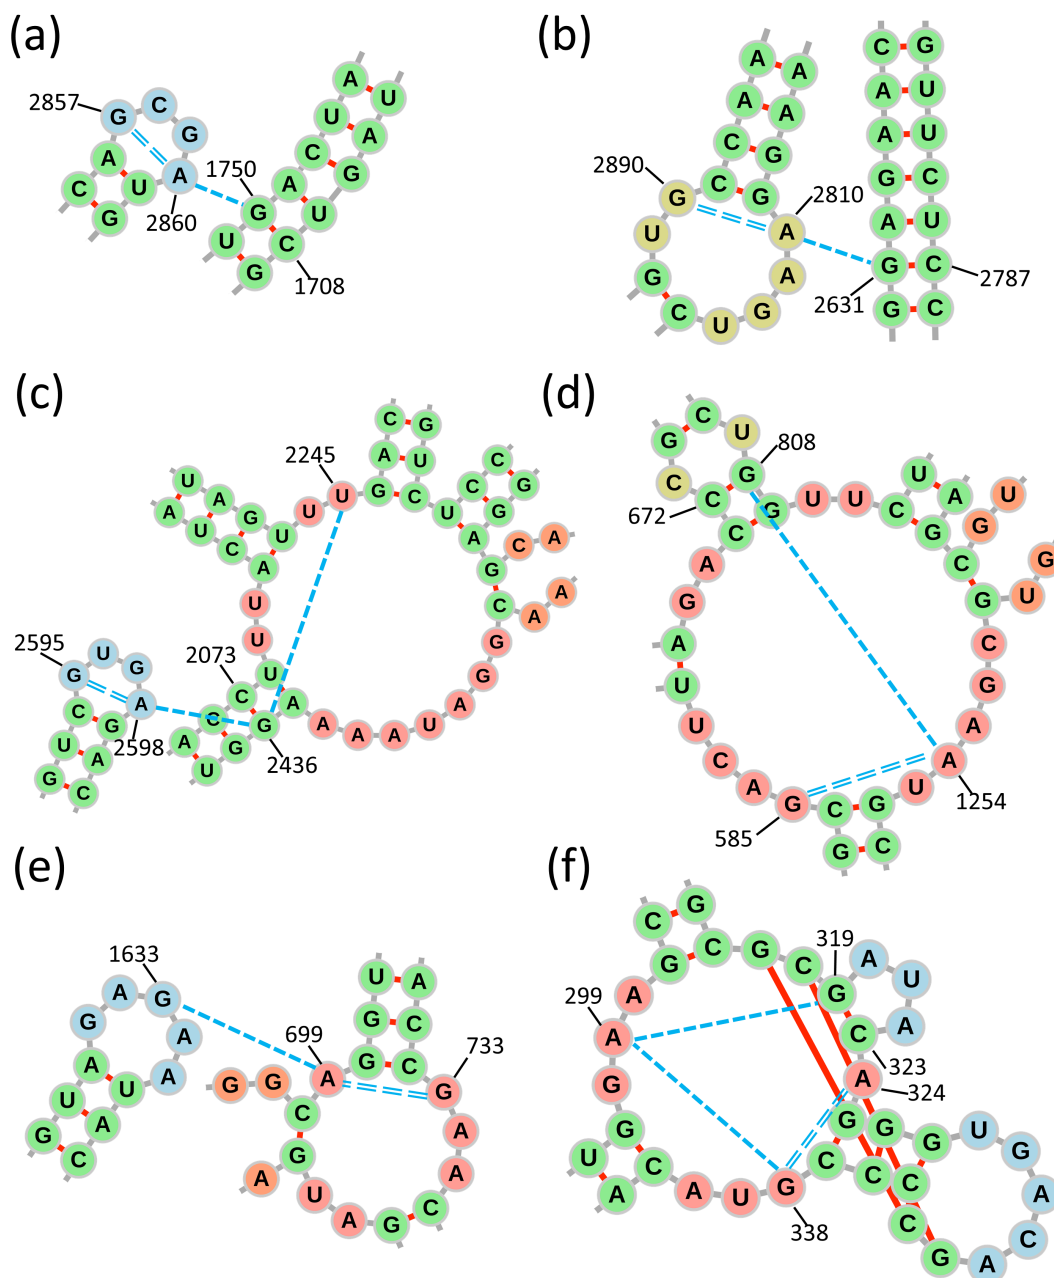 (a)
2857
G C G A
2860
A U
C G
1750
A U
U A
C G
A U
G C
U G
1708
(b)
2890
2810
A A
A A
C G
C G
G A
U A
G C U G
2631
2787
C G
A U
A U
G C
A U
G C
G C
(c)
2245
C G
A U
G C
U U
U A G U
A U C A
U
U
U A
C G
C G
A U
2073
2436
C G
C G
U A
G C
C A
A A
G G A U A A A A
2595
G U G A
2598
C G
U A
G C
(d)
808
672
G C U
C C G
C G
U U
C G
U A
C G
G U
U G
C G A A
1254
U
G C
C G
G
585
A C U
U A
G A
(e)
1633
G A G A A
A U
U A
G C
699
733
U A
G C
G C
A G
G G C
A G
U A G C A A
(f)
319
299
323
324
338
C G
G C G C G
A U A
C A
A A G
G C
U A
A U G
C C C C
G G G
U G A C A G